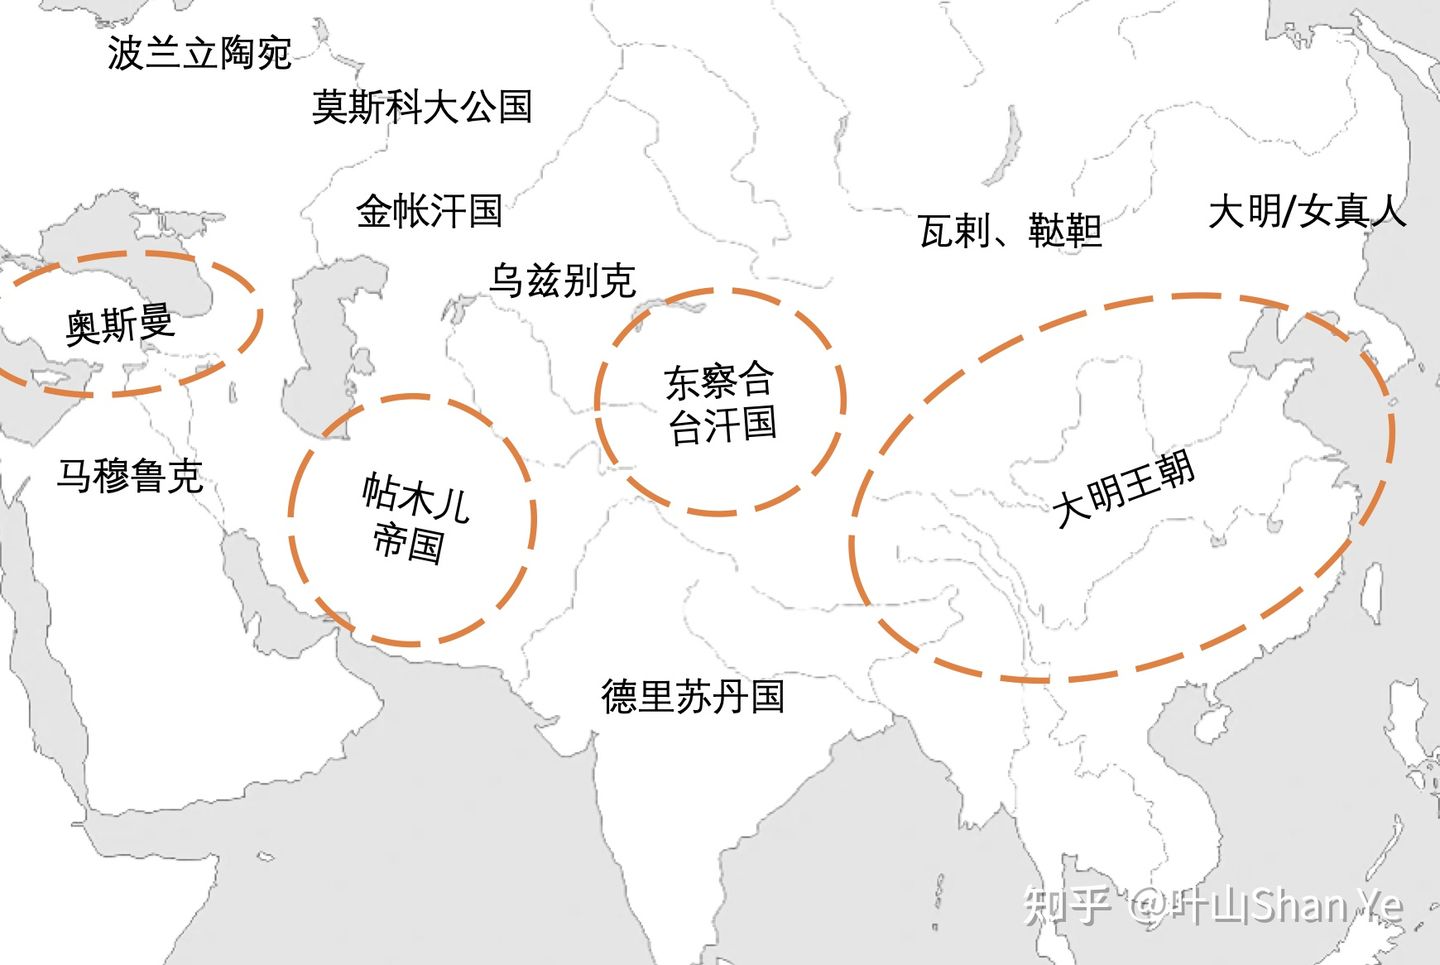 波兰立陶宛
莫斯科大公国
金帐汗国
大明/女真人
瓦剌、鞑靼
乌兹别克
奥斯曼
东察合
台汗国
马穆鲁克
大明王朝
帖木儿
帝国
德里苏丹国
知乎 @叶山Shan Ye